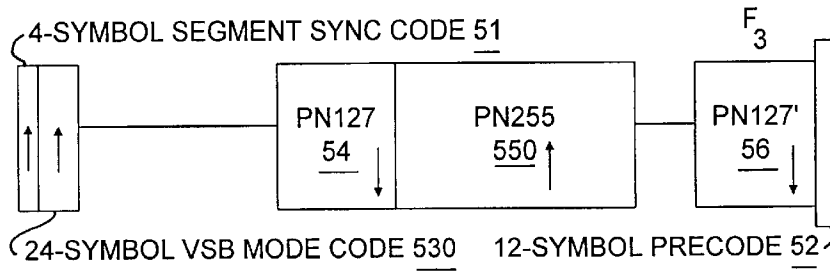 4-SYMBOL SEGMENT SYNC CODE 51
F3
PN127
54
PN255
550
PN127'
56
24-SYMBOL VSB MODE CODE 530
12-SYMBOL PRECODE 52